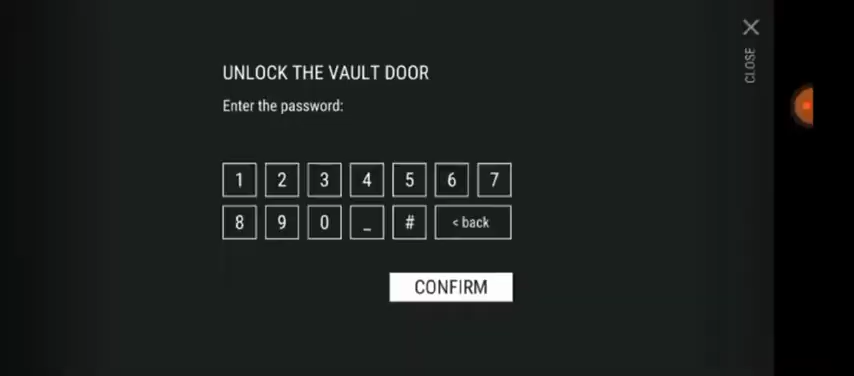 CLOSE
UNLOCK THE VAULT DOOR
Enter the password:
1 2 3 4 5 6 7
8 9 0 _ # < back
CONFIRM